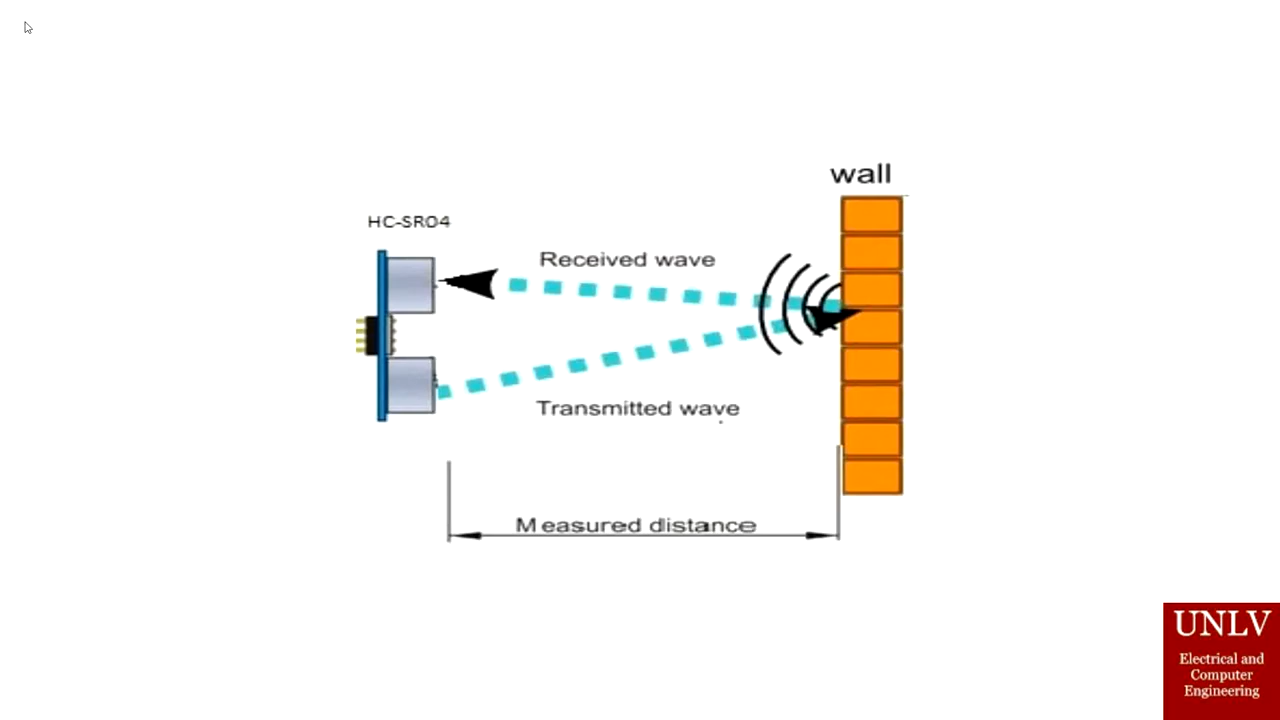 wall
HC-SR04
Received wave
Transmitted wave
Measured distance
UNLV
Electrical and
Computer
Engineering